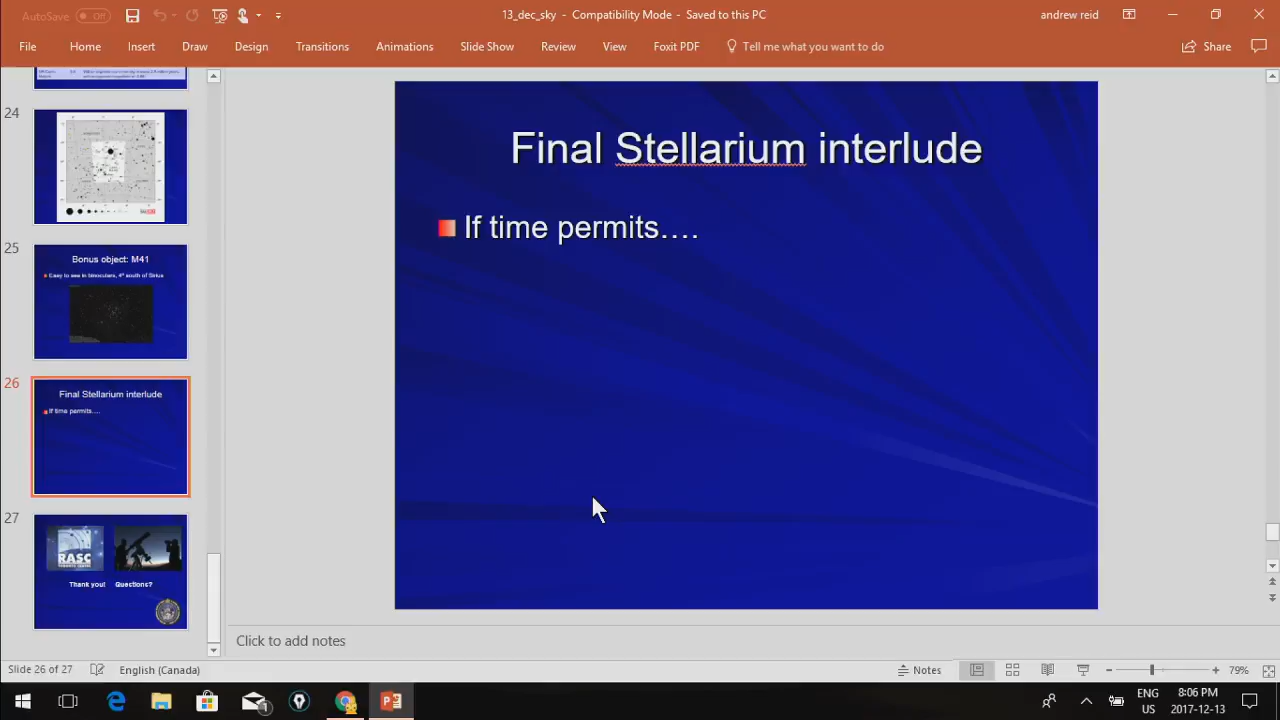 AutoSave Off
13_dec_sky - Compatibility Mode - Saved to this PC
andrew reid
File Home Insert Draw Design Transitions Animations Slide Show Review View Foxit PDF Tell me what you want to do Share
24
25
Bonus object: M41
Easy to see in binoculars, 4° south of Sirius
26
Final Stellarium interlude
If time permits....
27
RASC
Thank you! Questions?
Final Stellarium interlude
If time permits....
Click to add notes
Slide 26 of 27 English (Canada) Notes 79%
1
ENG
US
8:06 PM
2017-12-13